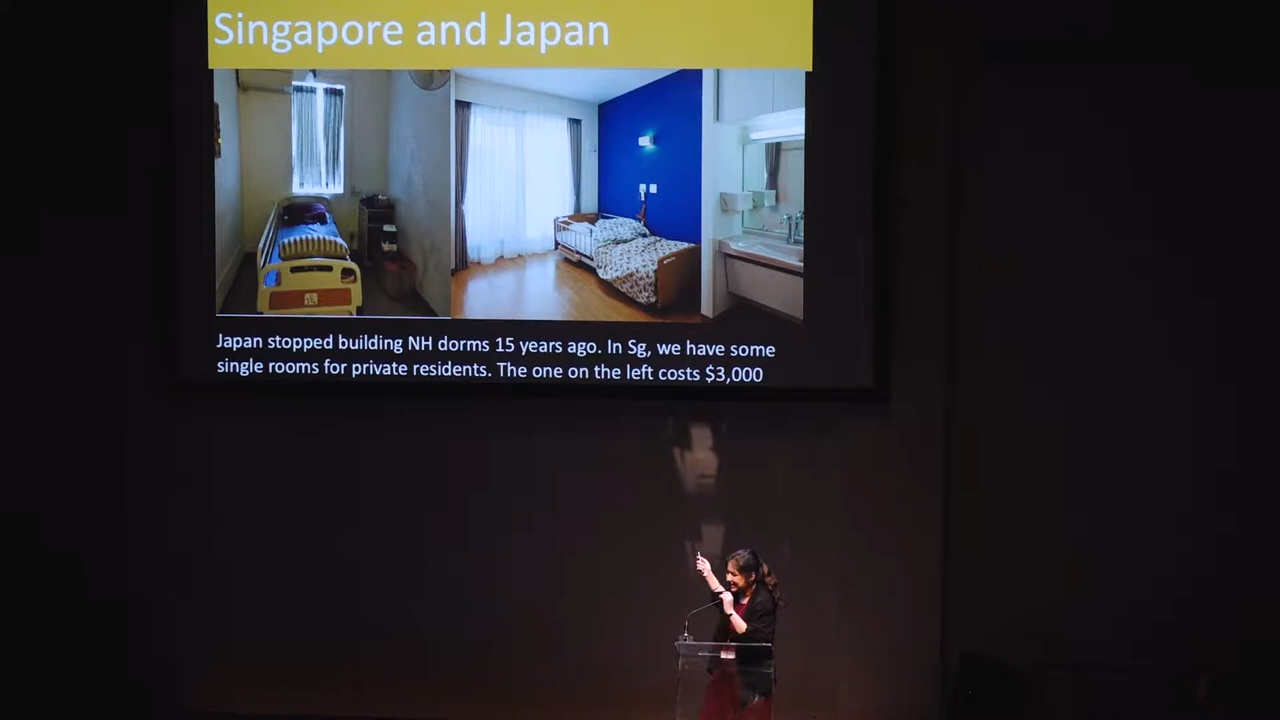 Singapore and Japan
Japan stopped building NH dorms 15 years ago. In Sg, we have some
single rooms for private residents. The one on the left costs $3,000